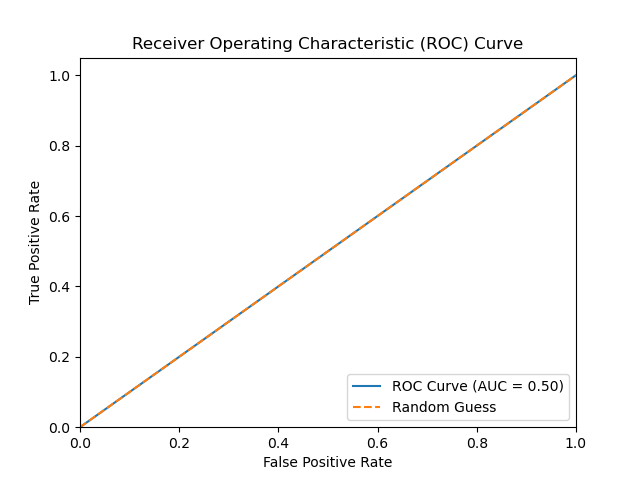 Receiver Operating Characteristic (ROC) Curve
True Positive Rate
1.0
0.8
0.6
0.4
0.2
0.0
0.0 0.2 0.4 0.6 0.8 1.0
False Positive Rate
ROC Curve (AUC = 0.50)
Random Guess